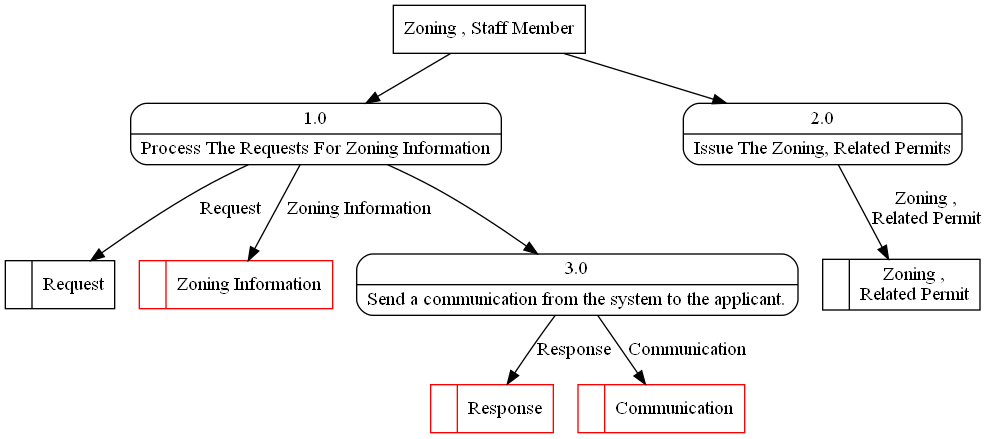 Zoning , Staff Member
1.0
Process The Requests For Zoning Information
2.0
Issue The Zoning, Related Permits
Request
Zoning Information
Zoning ,
Related Permit
Request
Zoning Information
3.0
Send a communication from the system to the applicant.
Zoning ,
Related Permit
Response
Communication
Response
Communication